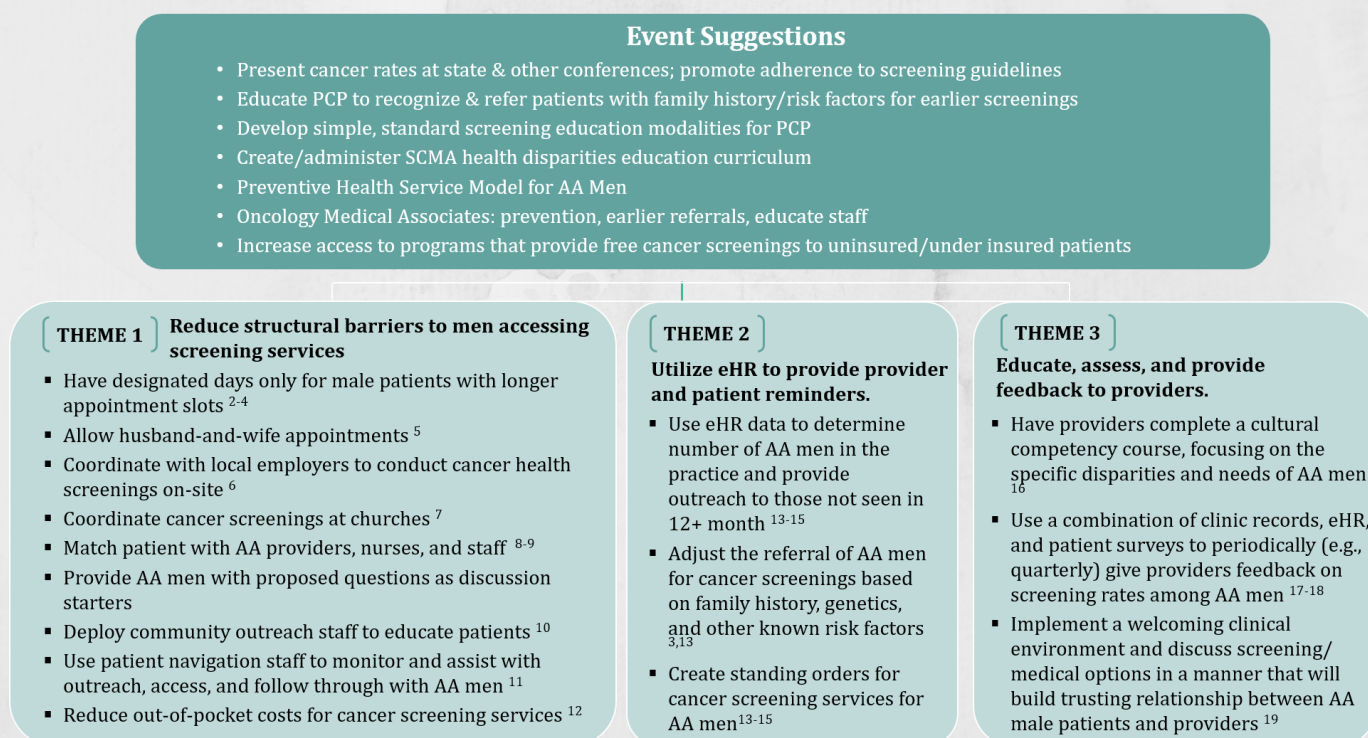 Event Suggestions
• Present cancer rates at state & other conferences; promote adherence to screening guidelines
• Educate PCP to recognize & refer patients with family history/risk factors for earlier screenings
• Develop simple, standard screening education modalities for PCP
• Create/administer SCMA health disparities education curriculum
• Preventive Health Service Model for AA Men
• Oncology Medical Associates: prevention, earlier referrals, educate staff
• Increase access to programs that provide free cancer screenings to uninsured/under insured patients
THEME 1
Reduce structural barriers to men accessing
screening services
▪ Have designated days only for male patients with longer
appointment slots 2-4
▪ Allow husband-and-wife appointments 5
▪ Coordinate with local employers to conduct cancer health
screenings on-site 6
▪ Coordinate cancer screenings at churches 7
▪ Match patient with AA providers, nurses, and staff 8-9
▪ Provide AA men with proposed questions as discussion
starters
▪ Deploy community outreach staff to educate patients 10
▪ Use patient navigation staff to monitor and assist with
outreach, access, and follow through with AA men 11
▪ Reduce out-of-pocket costs for cancer screening services 12
THEME 2
Utilize eHR to provide provider
and patient reminders.
▪ Use eHR data to determine
number of AA men in the
practice and provide
outreach to those not seen in
12+ month 13-15
▪ Adjust the referral of AA men
for cancer screenings based
on family history, genetics,
and other known risk factors
3,13
▪ Create standing orders for
cancer screening services for
AA men13-15
THEME 3
Educate, assess, and provide
feedback to providers.
▪ Have providers complete a cultural
competency course, focusing on the
specific disparities and needs of AA men
16
▪ Use a combination of clinic records, eHR,
and patient surveys to periodically (e.g.,
quarterly) give providers feedback on
screening rates among AA men 17-18
▪ Implement a welcoming clinical
environment and discuss screening/
medical options in a manner that will
build trusting relationship between AA
male patients and providers 19